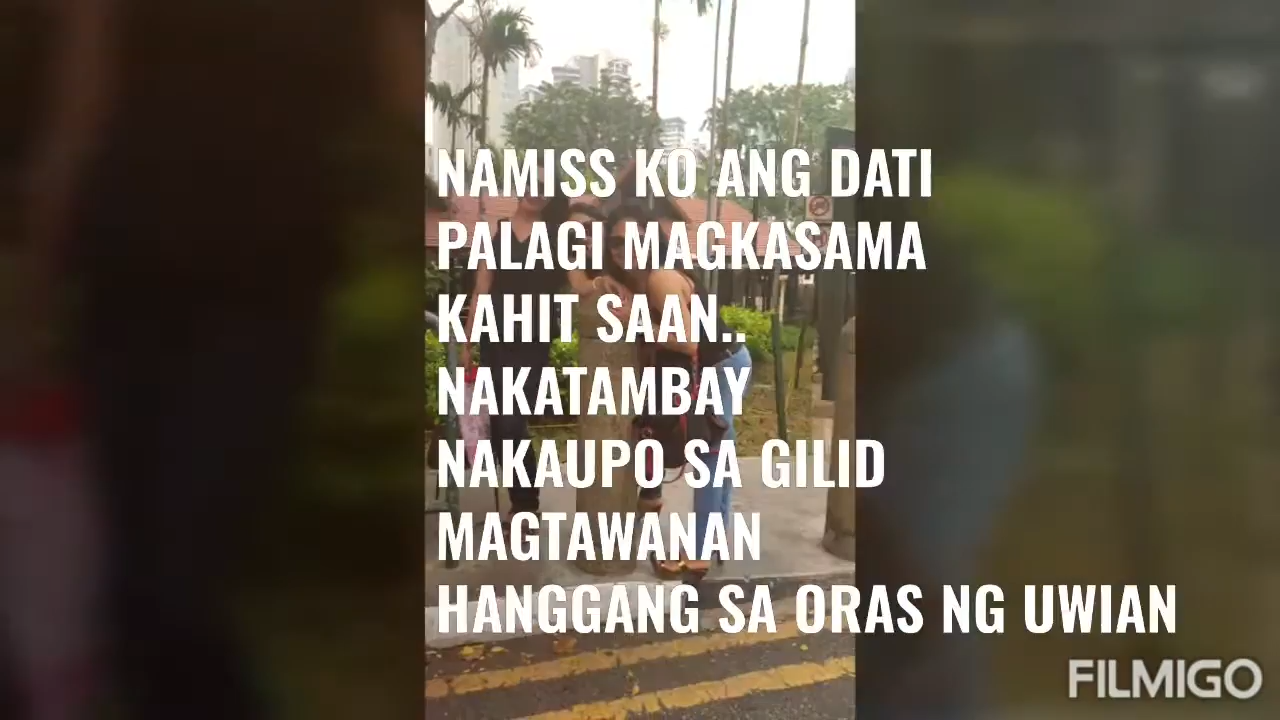 NAMISS KO ANG DATI
PALAGI MAGKASAMA
KAHIT SAAN..
NAKATAMBAY
NAKAUPO SA GILID
MAGTAWANAN
HANGGANG SA ORAS NG UWIAN
FILMIGO